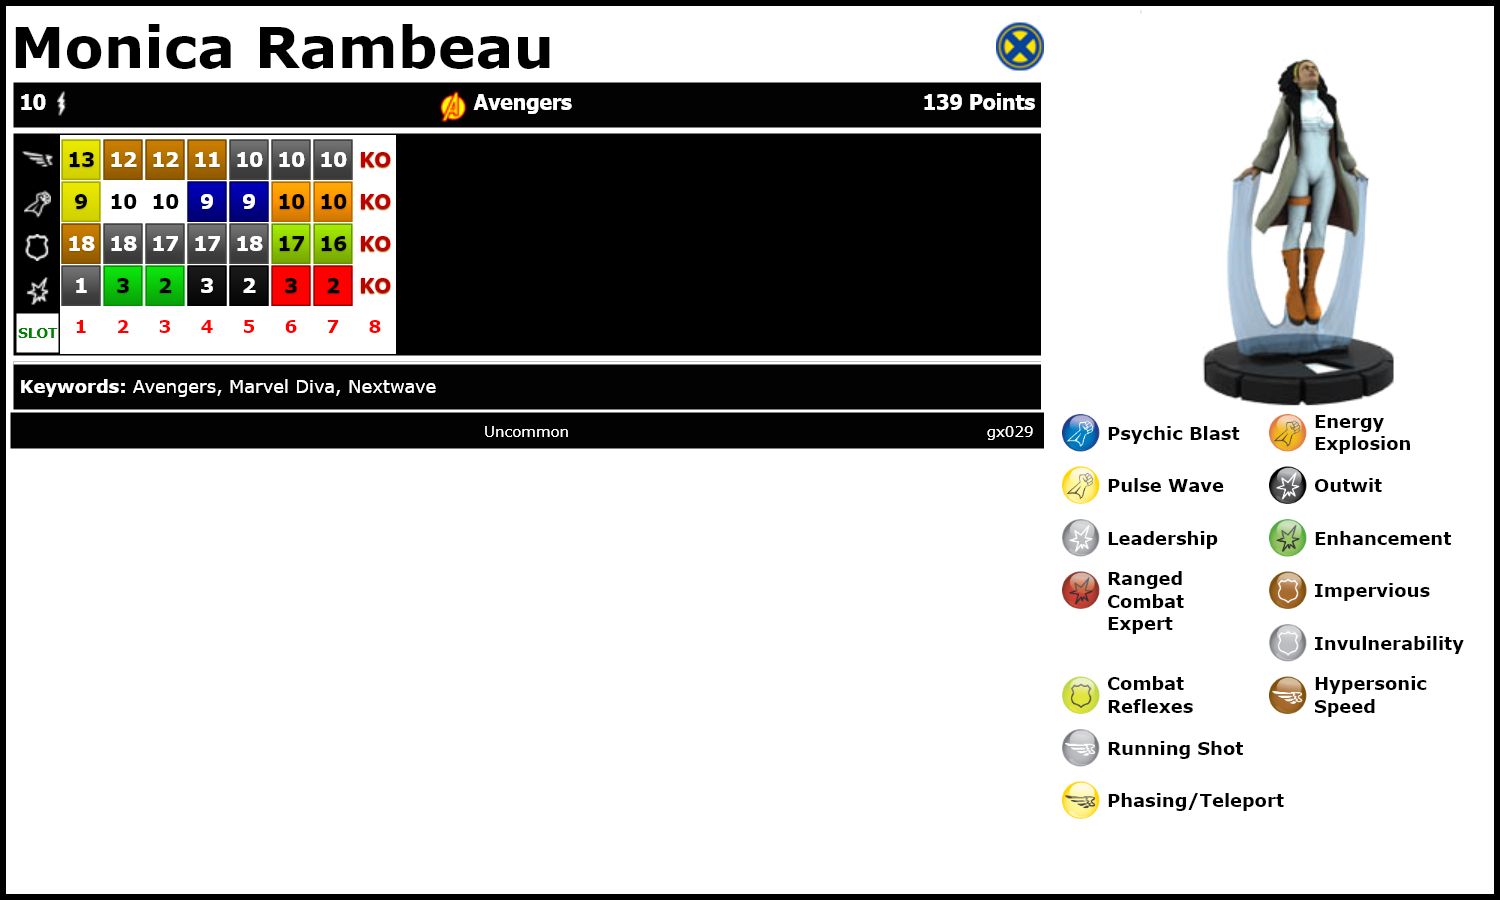 Monica Rambeau
10 Avengers 139 Points
13 12 12 11 10 10 10 KO
9 10 10 9 9 10 10 KO
18 18 17 17 18 17 16 KO
1 3 2 3 2 3 2 KO
SLOT 1 2 3 4 5 6 7 8
Keywords: Avengers, Marvel Diva, Nextwave
Uncommon gx029
Psychic Blast
Energy
Explosion
Pulse Wave
Outwit
Leadership
Enhancement
Ranged
Combat
Expert
Impervious
Invulnerability
Combat
Reflexes
Hypersonic
Speed
Running Shot
Phasing/Teleport